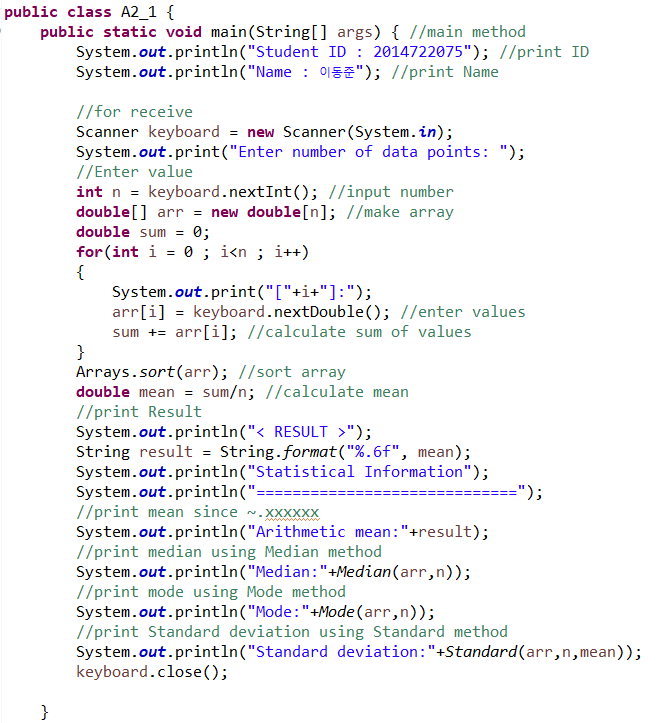 public class A2_1 {
    public static void main(String[] args) { //main method
        System.out.println("Student ID : 2014722075"); //print ID
        System.out.println("Name : 이동준"); //print Name

        //for receive
        Scanner keyboard = new Scanner(System.in);
        System.out.print("Enter number of data points: ");
        //Enter value
        int n = keyboard.nextInt(); //input number
        double[] arr = new double[n]; //make array
        double sum = 0;
        for(int i = 0 ; i<n ; i++)
        {
            System.out.print("["+i+"]:");
            arr[i] = keyboard.nextDouble(); //enter values
            sum += arr[i]; //calculate sum of values
        }
        Arrays.sort(arr); //sort array
        double mean = sum/n; //calculate mean
        //print Result
        System.out.println("< RESULT >");
        String result = String.format("%.6f", mean);
        System.out.println("Statistical Information");
        System.out.println("=============================");
        //print mean since ~.xxxxxx
        System.out.println("Arithmetic mean:"+result);
        //print median using Median method
        System.out.println("Median:"+Median(arr,n));
        //print mode using Mode method
        System.out.println("Mode:"+Mode(arr,n));
        //print Standard deviation using Standard method
        System.out.println("Standard deviation:"+Standard(arr,n,mean));
        keyboard.close();

    }